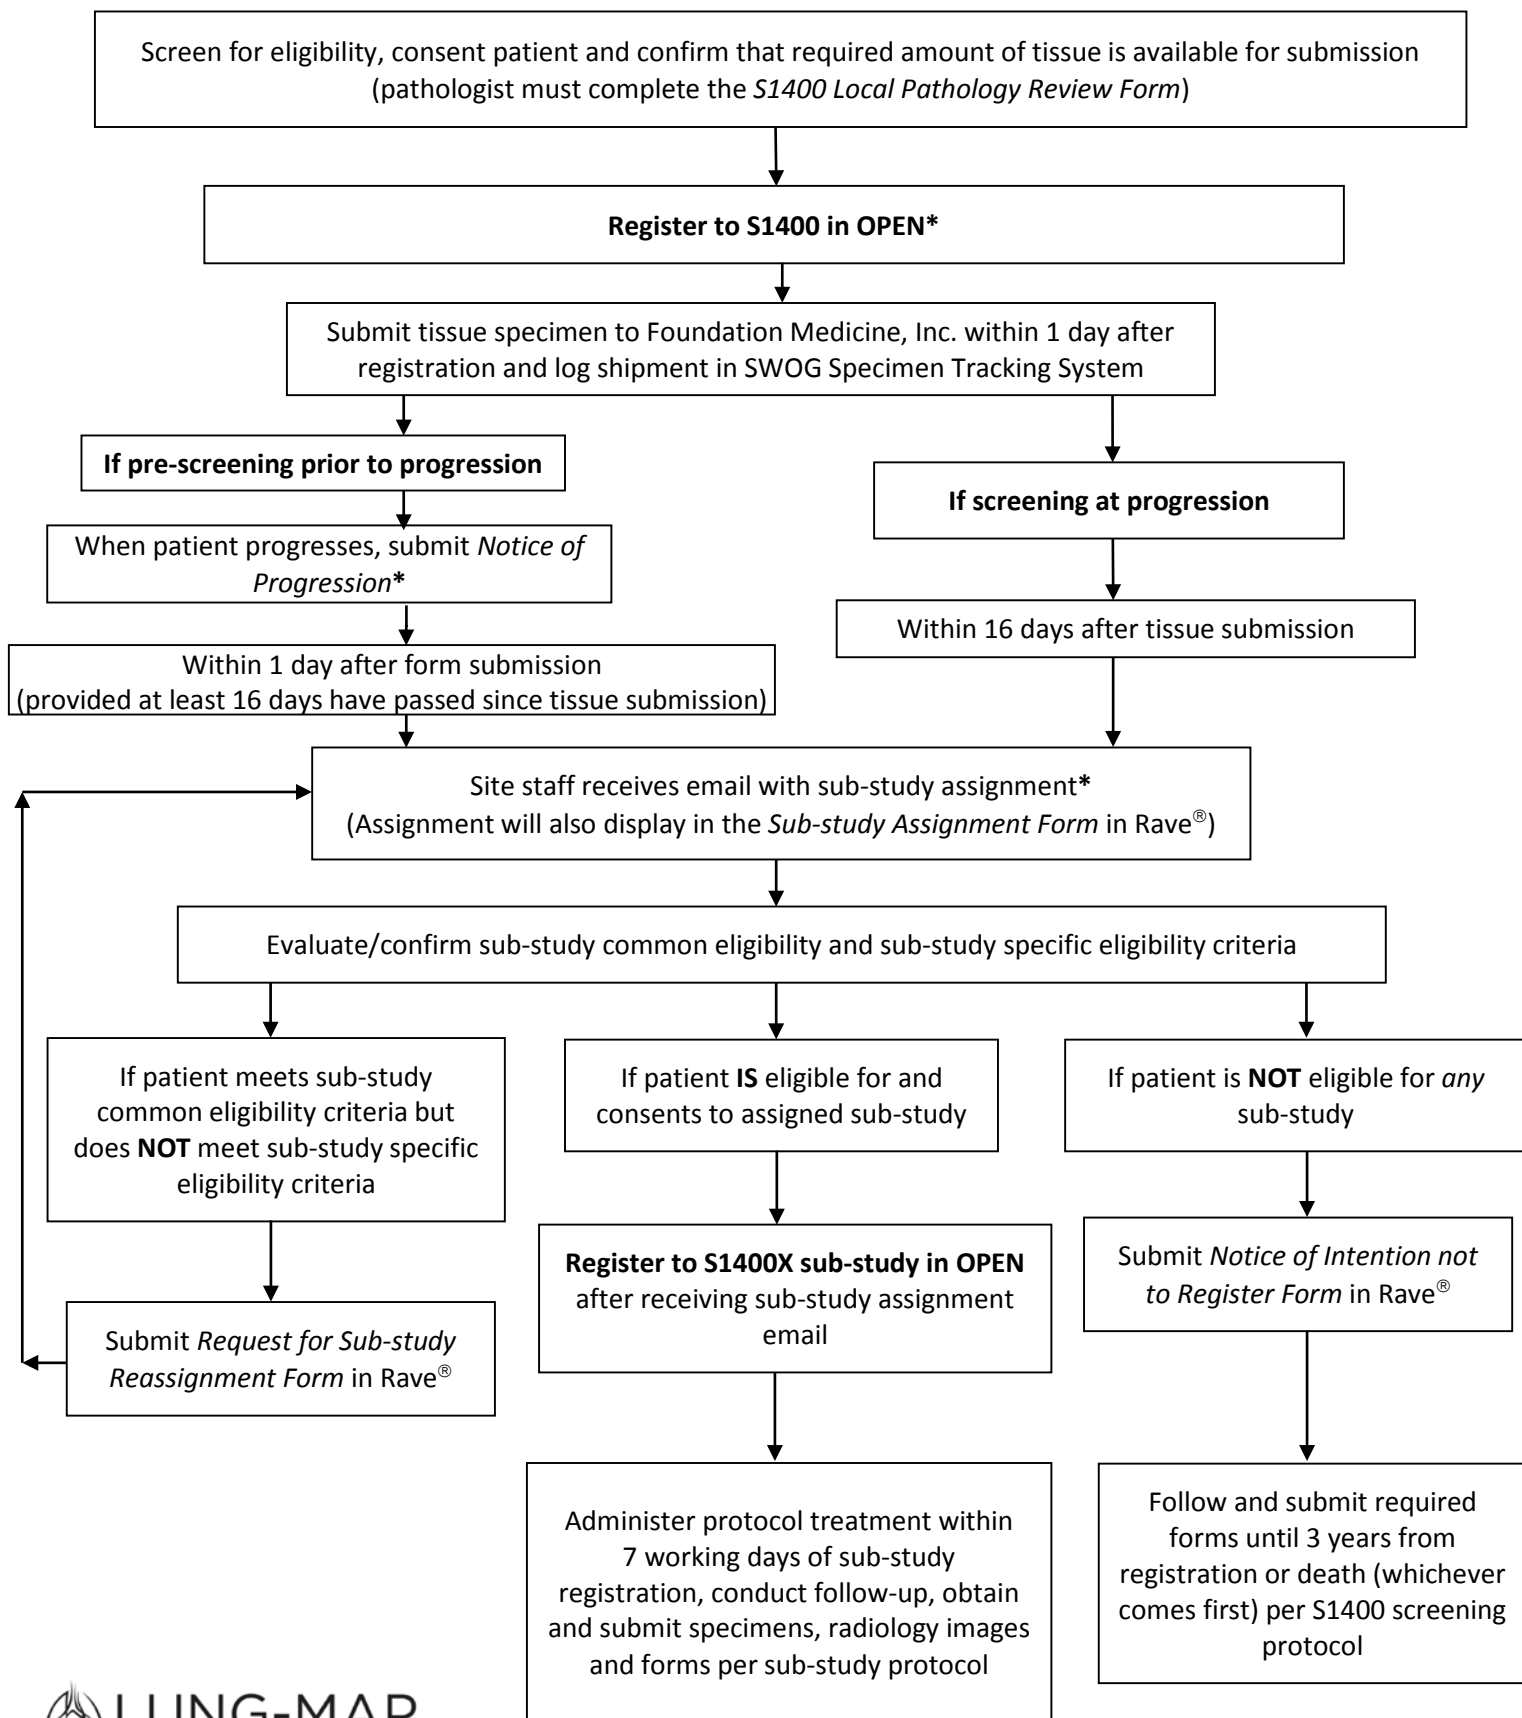 Screen for eligibility, consent patient and confirm that required amount of tissue is available for submission
(pathologist must complete the S1400 Local Pathology Review Form)
Register to S1400 in OPEN*
Submit tissue specimen to Foundation Medicine, Inc. within 1 day after
registration and log shipment in SWOG Specimen Tracking System
If pre-screening prior to progression
If screening at progression
When patient progresses, submit Notice of
Progression*
Within 16 days after tissue submission
Within 1 day after form submission
(provided at least 16 days have passed since tissue submission)
Site staff receives email with sub-study assignment*
(Assignment will also display in the Sub-study Assignment Form in Rave®)
Evaluate/confirm sub-study common eligibility and sub-study specific eligibility criteria
If patient meets sub-study
common eligibility criteria but
does NOT meet sub-study specific
eligibility criteria
If patient IS eligible for and
consents to assigned sub-study
If patient is NOT eligible for any
sub-study
Submit Request for Sub-study
Reassignment Form in Rave®
Register to S1400X sub-study in OPEN
after receiving sub-study assignment
email
Submit Notice of Intention not
to Register Form in Rave®
Administer protocol treatment within
7 working days of sub-study
registration, conduct follow-up, obtain
and submit specimens, radiology images
and forms per sub-study protocol
Follow and submit required
forms until 3 years from
registration or death (whichever
comes first) per S1400 screening
protocol
LUNG-MAP